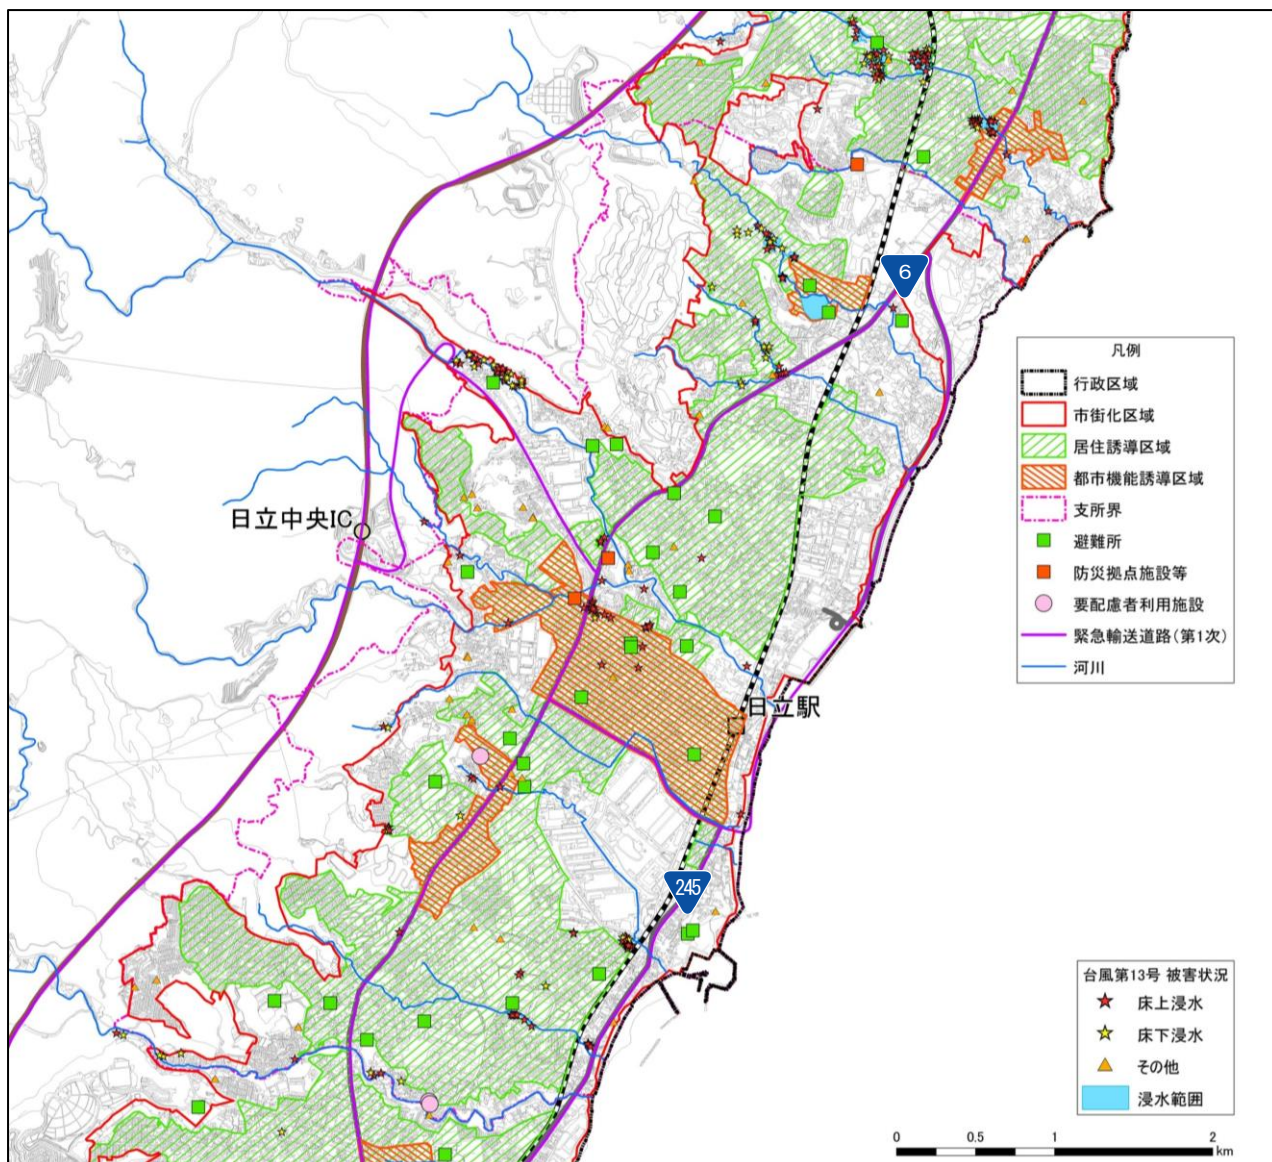 6
日立中央IC
日立駅
245
凡例
行政区域
市街化区域
居住誘導区域
都市機能誘導区域
支所界
避難所
防災拠点施設等
要配慮者利用施設
緊急輸送道路(第1次)
河川
台風第13号 被害状況
床上浸水
床下浸水
その他
浸水範囲
0 0.5 1 2
km